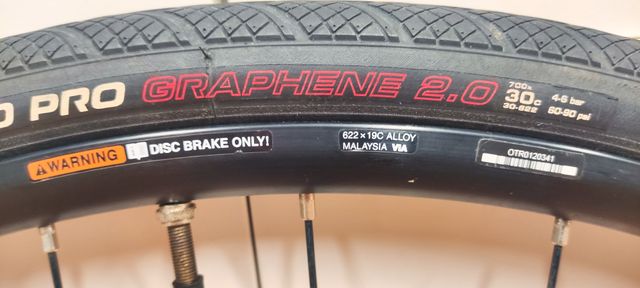 O PRO GRAPHENE 2.0
700x
30c
30-622
4-6 bar
60-90 psi
WARNING
DISC BRAKE ONLY!
622×19C ALLOY
MALAYSIA VIA
OTR0120341